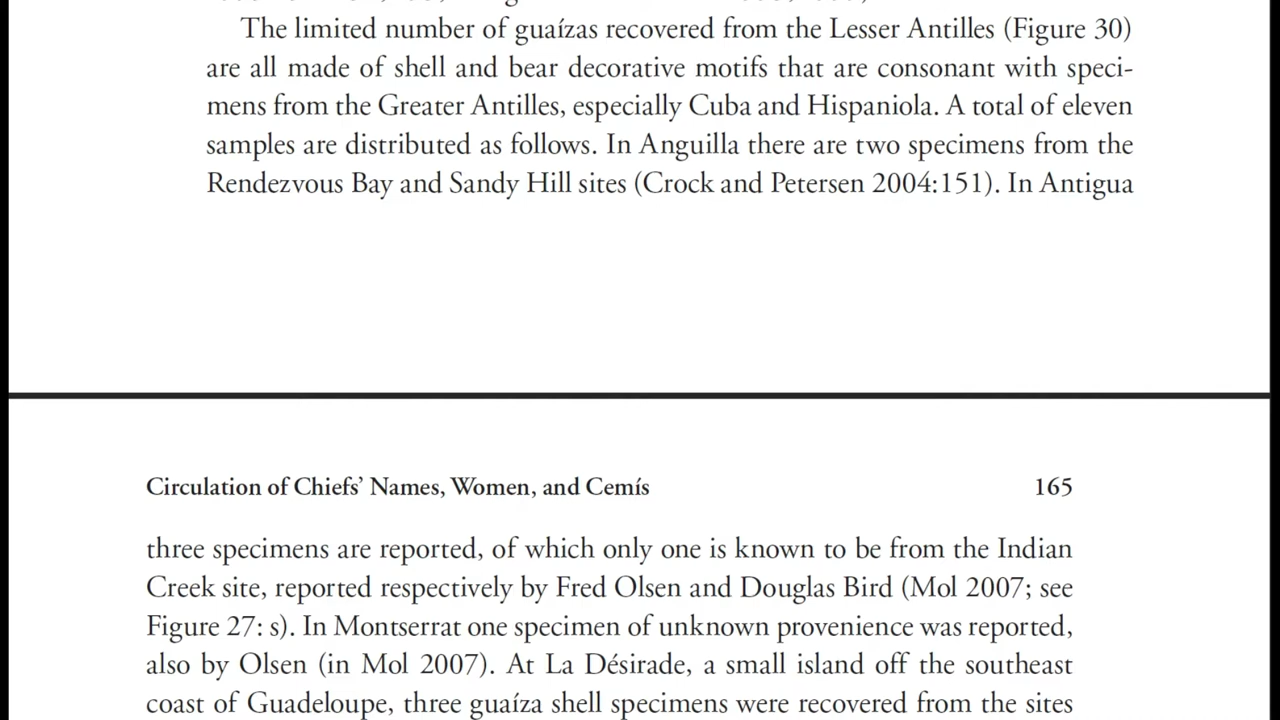 The limited number of guaízas recovered from the Lesser Antilles (Figure 30)
are all made of shell and bear decorative motifs that are consonant with speci-
mens from the Greater Antilles, especially Cuba and Hispaniola. A total of eleven
samples are distributed as follows. In Anguilla there are two specimens from the
Rendezvous Bay and Sandy Hill sites (Crock and Petersen 2004:151). In Antigua
Circulation of Chiefs’ Names, Women, and Cemís 165
three specimens are reported, of which only one is known to be from the Indian
Creek site, reported respectively by Fred Olsen and Douglas Bird (Mol 2007; see
Figure 27: s). In Montserrat one specimen of unknown provenience was reported,
also by Olsen (in Mol 2007). At La Désirade, a small island off the southeast
coast of Guadeloupe, three guaíza shell specimens were recovered from the sites